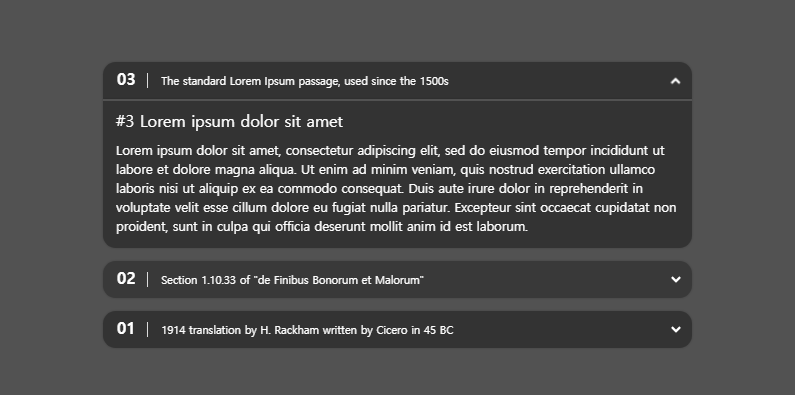 03 | The standard Lorem Ipsum passage, used since the 1500s
#3 Lorem ipsum dolor sit amet
Lorem ipsum dolor sit amet, consectetur adipiscing elit, sed do eiusmod tempor incididunt ut
labore et dolore magna aliqua. Ut enim ad minim veniam, quis nostrud exercitation ullamco
laboris nisi ut aliquip ex ea commodo consequat. Duis aute irure dolor in reprehenderit in
voluptate velit esse cillum dolore eu fugiat nulla pariatur. Excepteur sint occaecat cupidatat non
proident, sunt in culpa qui officia deserunt mollit anim id est laborum.
02 | Section 1.10.33 of "de Finibus Bonorum et Malorum"
01 | 1914 translation by H. Rackham written by Cicero in 45 BC